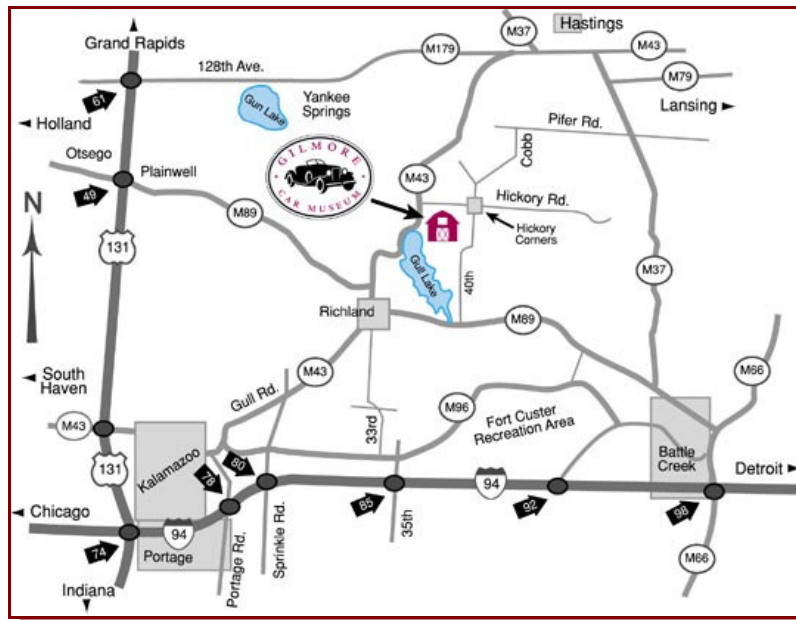 Grand Rapids
M37
Hastings
M179
M43
128th Ave.
M79
Lansing
61
Gun Lake
Yankee
Springs
Holland
Pifer Rd.
Cobb
Otsego
Plainwell
GILMORE
CAR MUSEUM
49
M43
Hickory Rd.
N
M89
Hickory
Corners
131
Gull Lake
40th
M37
Richland
M89
South
Haven
M43
M66
Gull Rd.
M96
Fort Custer
Recreation Area
33rd
M43
Kalamazoo
80
78
Battle
Creek
131
Detroit
94
85
92
98
Chicago
74
94
35th
Portage
Portage Rd.
Sprinkle Rd.
M66
Indiana